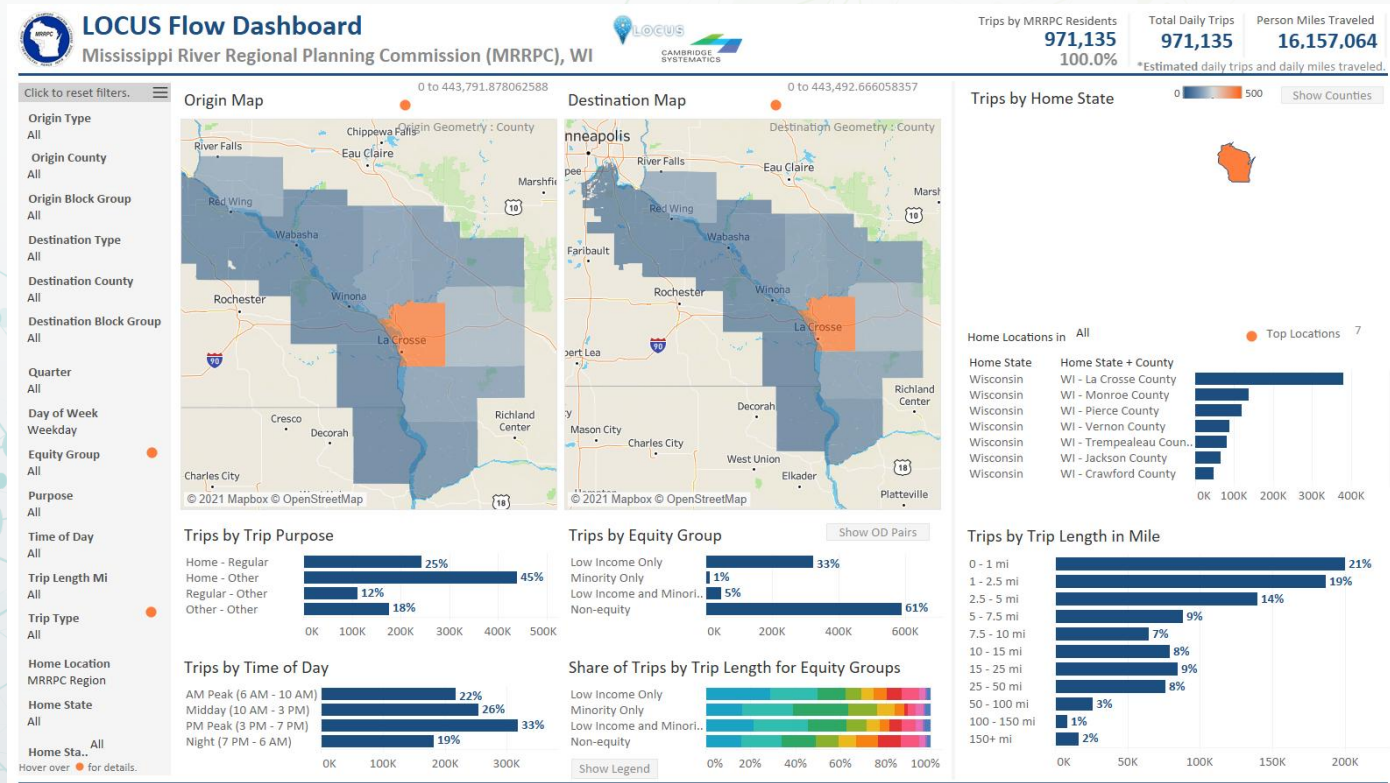 MRRPC
LOCUS Flow Dashboard
Mississippi River Regional Planning Commission (MRRPC), WI
LOCUS
CAMBRIDGE
SYSTEMATICS
Trips by MRRPC Residents
971,135
100.0%
Total Daily Trips
971,135
Person Miles Traveled
16,157,064
*Estimated daily trips and daily miles traveled.
Click to reset filters.
Origin Type
All
Origin County
All
Origin Block Group
All
Destination Type
All
Destination County
All
Destination Block Group
All
Quarter
All
Day of Week
Weekday
Equity Group
All
Purpose
All
Time of Day
All
Trip Length Mi
All
Trip Type
All
Home Location
MRRPC Region
Home State
All
Home Sta.. All
Hover over for details.
Origin Map
0 to 443,791.878062588
Origin Geometry : County
Chippewa Falls
River Falls
Eau Claire
Marshfie
10
Red Wing
Wabasha
Rochester
Winona
La Crosse
90
Cresco
Decorah
Richland
Center
Charles City
18
© 2021 Mapbox © OpenStreetMap
Destination Map
0 to 443,492.666058357
Destination Geometry : County
nneapolis
pee
River Falls
Eau Claire
Marsh
10
Red Wing
Faribault
Wabasha
Rochester
Winona
La Crosse
90
bert Lea
Richland
Center
Decorah
Mason City
Charles City
West Union
Elkader
18
Platteville
© 2021 Mapbox © OpenStreetMap
Trips by Home State
0
500
Show Counties
Home Locations in All
Top Locations 7
Home State Home State + County
Wisconsin WI - La Crosse County
Wisconsin WI - Monroe County
Wisconsin WI - Pierce County
Wisconsin WI - Vernon County
Wisconsin WI - Trempealeau Coun..
Wisconsin WI - Jackson County
Wisconsin WI - Crawford County
0K 100K 200K 300K 400K
Trips by Trip Purpose
Home - Regular 25%
Home - Other 45%
Regular - Other 12%
Other - Other 18%
0K 100K 200K 300K 400K 500K
Trips by Equity Group
Show OD Pairs
Low Income Only 33%
Minority Only 1%
Low Income and Minori.. 5%
Non-equity 61%
0K 200K 400K 600K
Trips by Trip Length in Mile
0 - 1 mi 21%
1 - 2.5 mi 19%
2.5 - 5 mi 14%
5 - 7.5 mi 9%
7.5 - 10 mi 7%
10 - 15 mi 8%
15 - 25 mi 9%
25 - 50 mi 8%
50 - 100 mi 3%
100 - 150 mi 1%
150+ mi 2%
0K 50K 100K 150K 200K
Trips by Time of Day
AM Peak (6 AM - 10 AM) 22%
Midday (10 AM - 3 PM) 26%
PM Peak (3 PM - 7 PM) 33%
Night (7 PM - 6 AM) 19%
0K 100K 200K 300K
Share of Trips by Trip Length for Equity Groups
Low Income Only
Minority Only
Low Income and Minori..
Non-equity
0% 20% 40% 60% 80% 100%
Show Legend